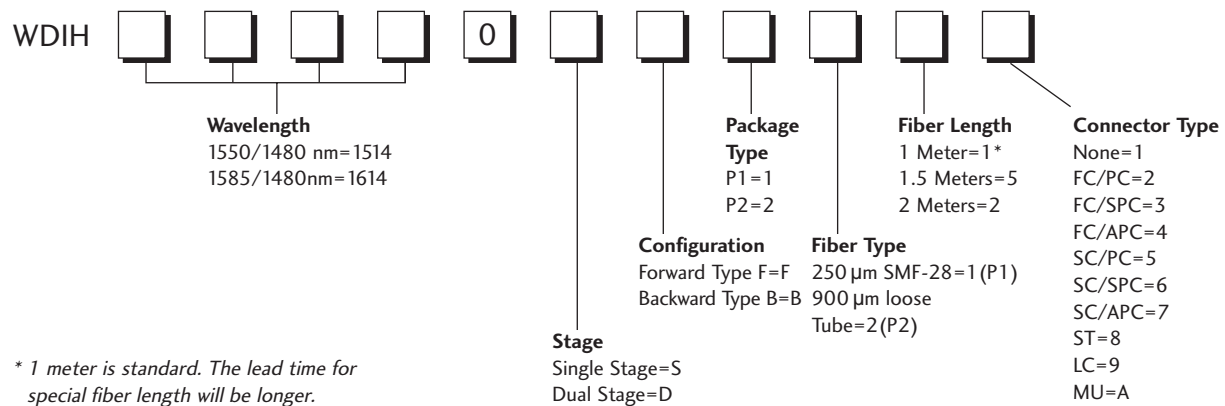 WDIH
0
Wavelength
1550/1480 nm=1514
1585/1480nm=1614
Package
Type
P1=1
P2=2
Fiber Length
1 Meter=1*
1.5 Meters=5
2 Meters=2
Connector Type
None=1
FC/PC=2
FC/SPC=3
FC/APC=4
SC/PC=5
SC/SPC=6
SC/APC=7
ST=8
LC=9
MU=A
Configuration
Forward Type F=F
Backward Type B=B
Fiber Type
250 µm SMF-28=1(P1)
900 µm loose
Tube=2(P2)
Stage
Single Stage=S
Dual Stage=D
* 1 meter is standard. The lead time for
special fiber length will be longer.